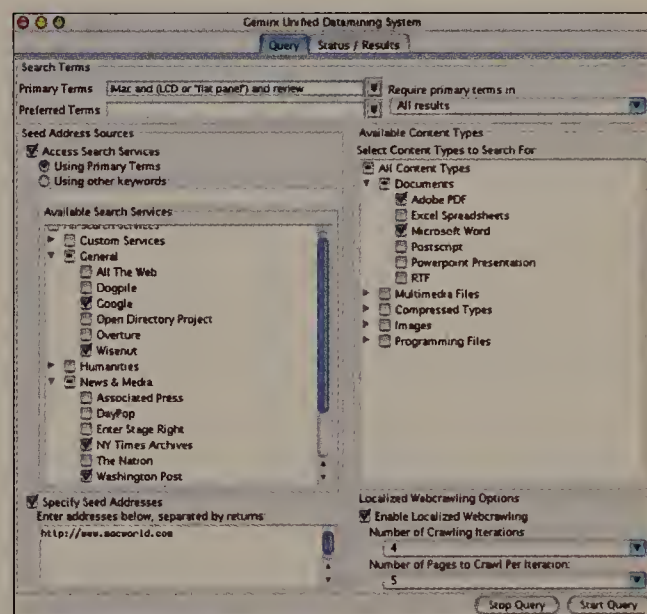 Geminx Unified Datamining System
Query
Status / Results
Search Terms
Primary Terms
iMac and (LCD or "flat panel") and review
Require primary terms in
All results
Preferred Terms
Seed Address Sources
Access Search Services
Using Primary Terms
Using other keywords:
Available Search Services
All Search Services
Custom Services
General
All The Web
Dogpile
Google
Open Directory Project
Overture
Wisenut
Humanities
News & Media
Associated Press
DayPop
Enter Stage Right
NY Times Archives
The Nation
Washington Post
Specify Seed Addresses
Enter addresses below, separated by returns:
http://www.macworld.com
Available Content Types
Select Content Types to Search For
All Content Types
Documents
Adobe PDF
Excel Spreadsheets
Microsoft Word
Postscript
Powerpoint Presentation
RTF
Multimedia Files
Compressed Types
Images
Programming Files
Localized Webcrawling Options
Enable Localized Webcrawling
Number of Crawling Iterations
4
Number of Pages to Crawl Per Iteration:
5
Stop Query
Start Query